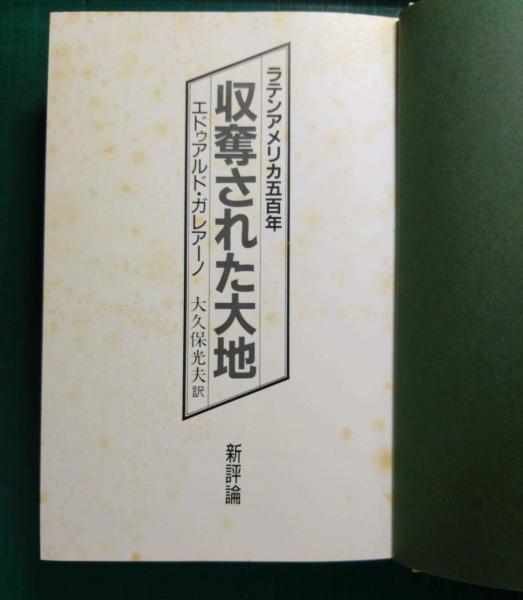 ラテンアメリカ五百年
収奪された大地
エドゥアルド・ガレアーノ
大久保光夫訳
新評論